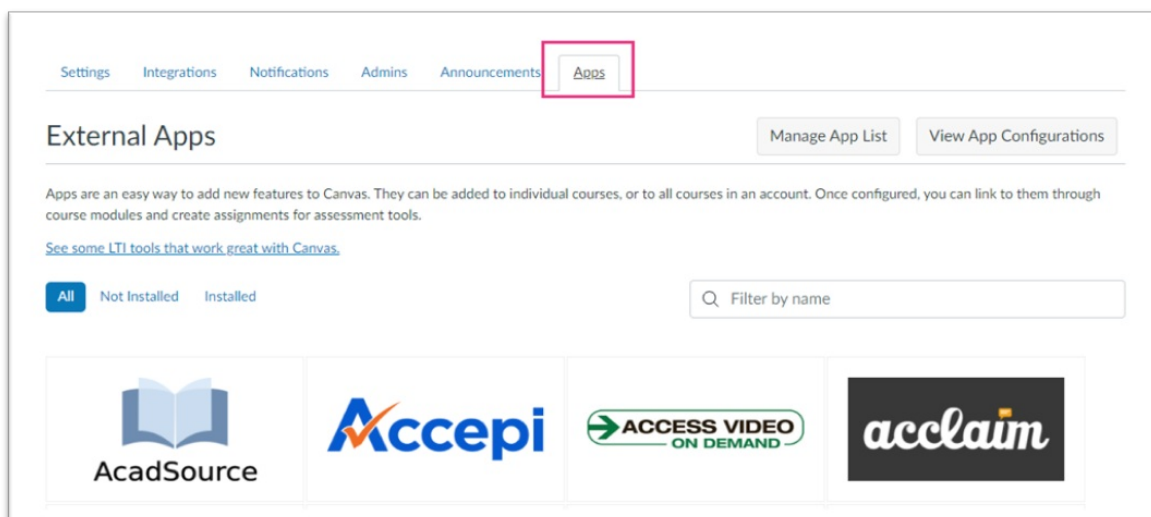 Settings Integrations Notifications Admins Announcements Apps
External Apps
Manage App List View App Configurations
Apps are an easy way to add new features to Canvas. They can be added to individual courses, or to all courses in an account. Once configured, you can link to them through
course modules and create assignments for assessment tools.
See some LTI tools that work great with Canvas.
All Not Installed Installed
Filter by name
AcadSource
Accepi
ACCESS VIDEO
ON DEMAND
acclaim